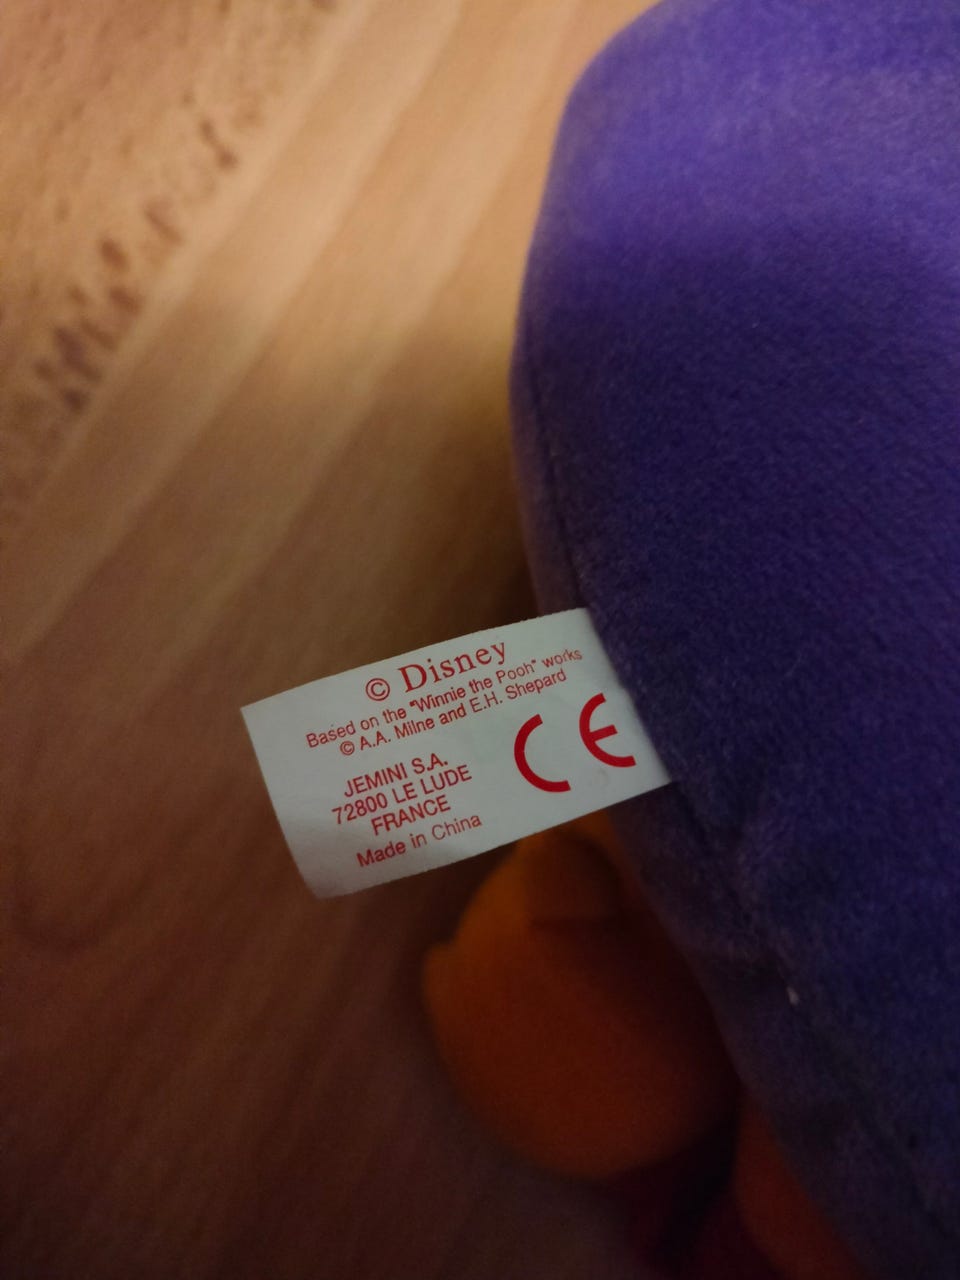 © Disney
Based on the "Winnie the Pooh" works
© A.A. Milne and E.H. Shepard
CE
JEMINI S.A.
72800 LE LUDE
FRANCE
Made in China